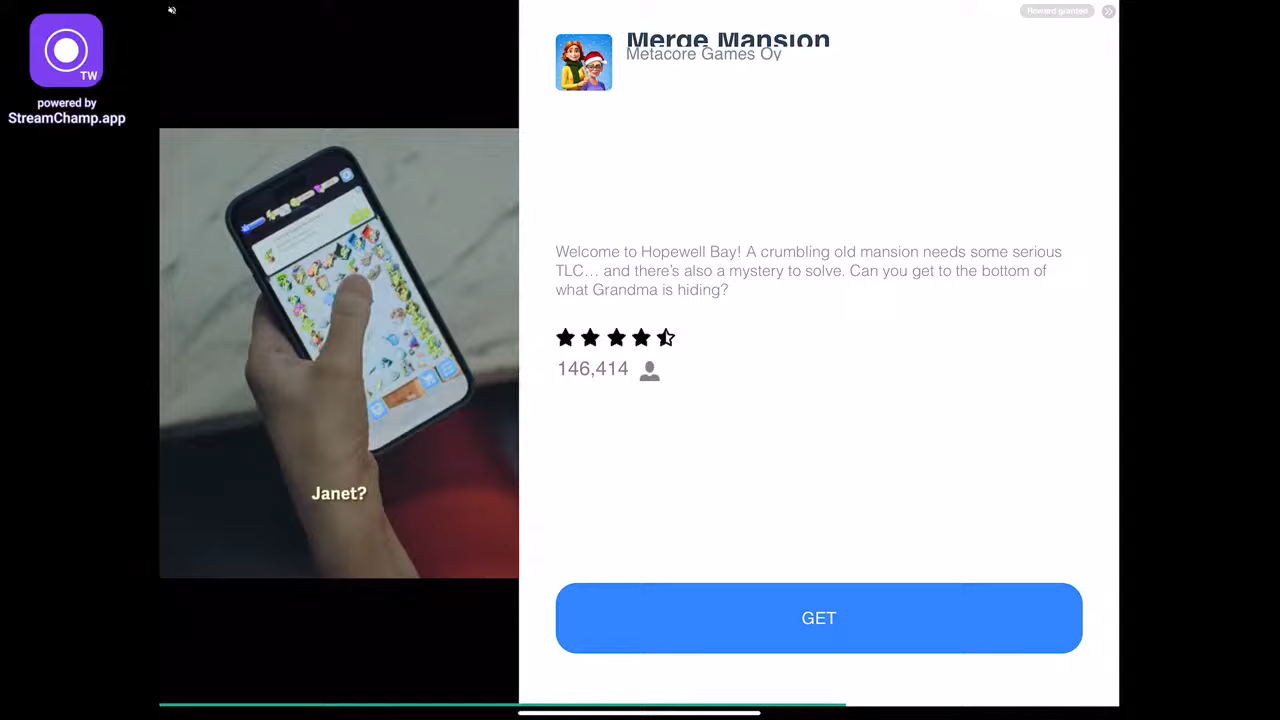 TW
powered by
StreamChamp.app
Reward granted
Merge Mansion
Metacore Games Oy
Welcome to Hopewell Bay! A crumbling old mansion needs some serious
TLC... and there's also a mystery to solve. Can you get to the bottom of
what Grandma is hiding?
146,414
Janet?
GET